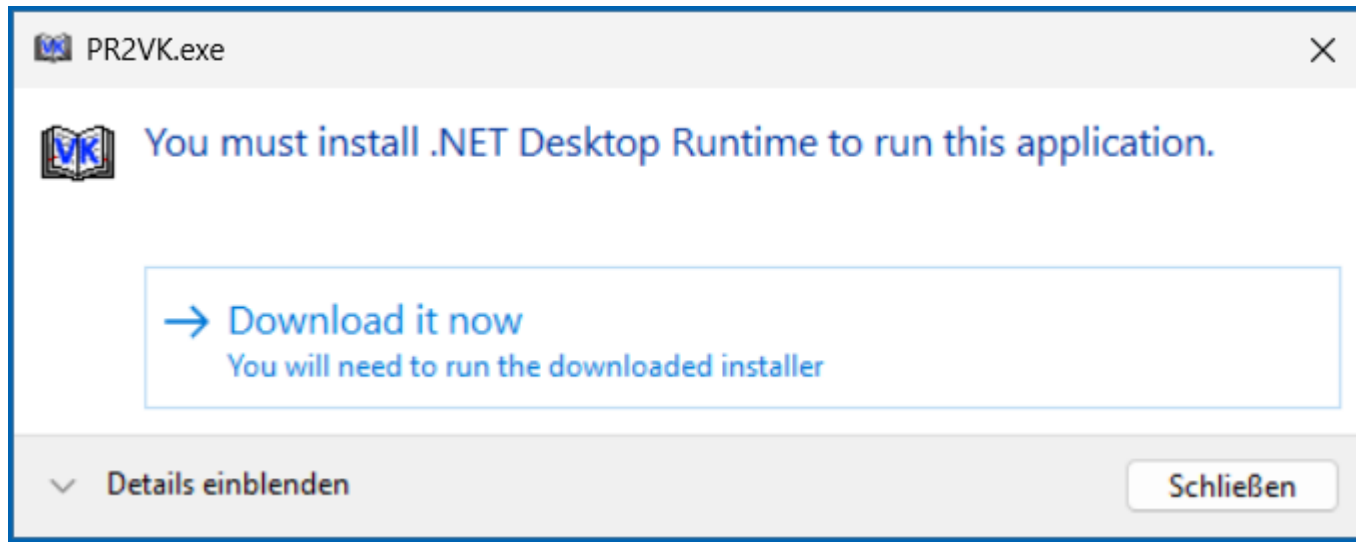 PR2VK.exe
VK You must install .NET Desktop Runtime to run this application.
Download it now
You will need to run the downloaded installer
Details einblenden
Schließen